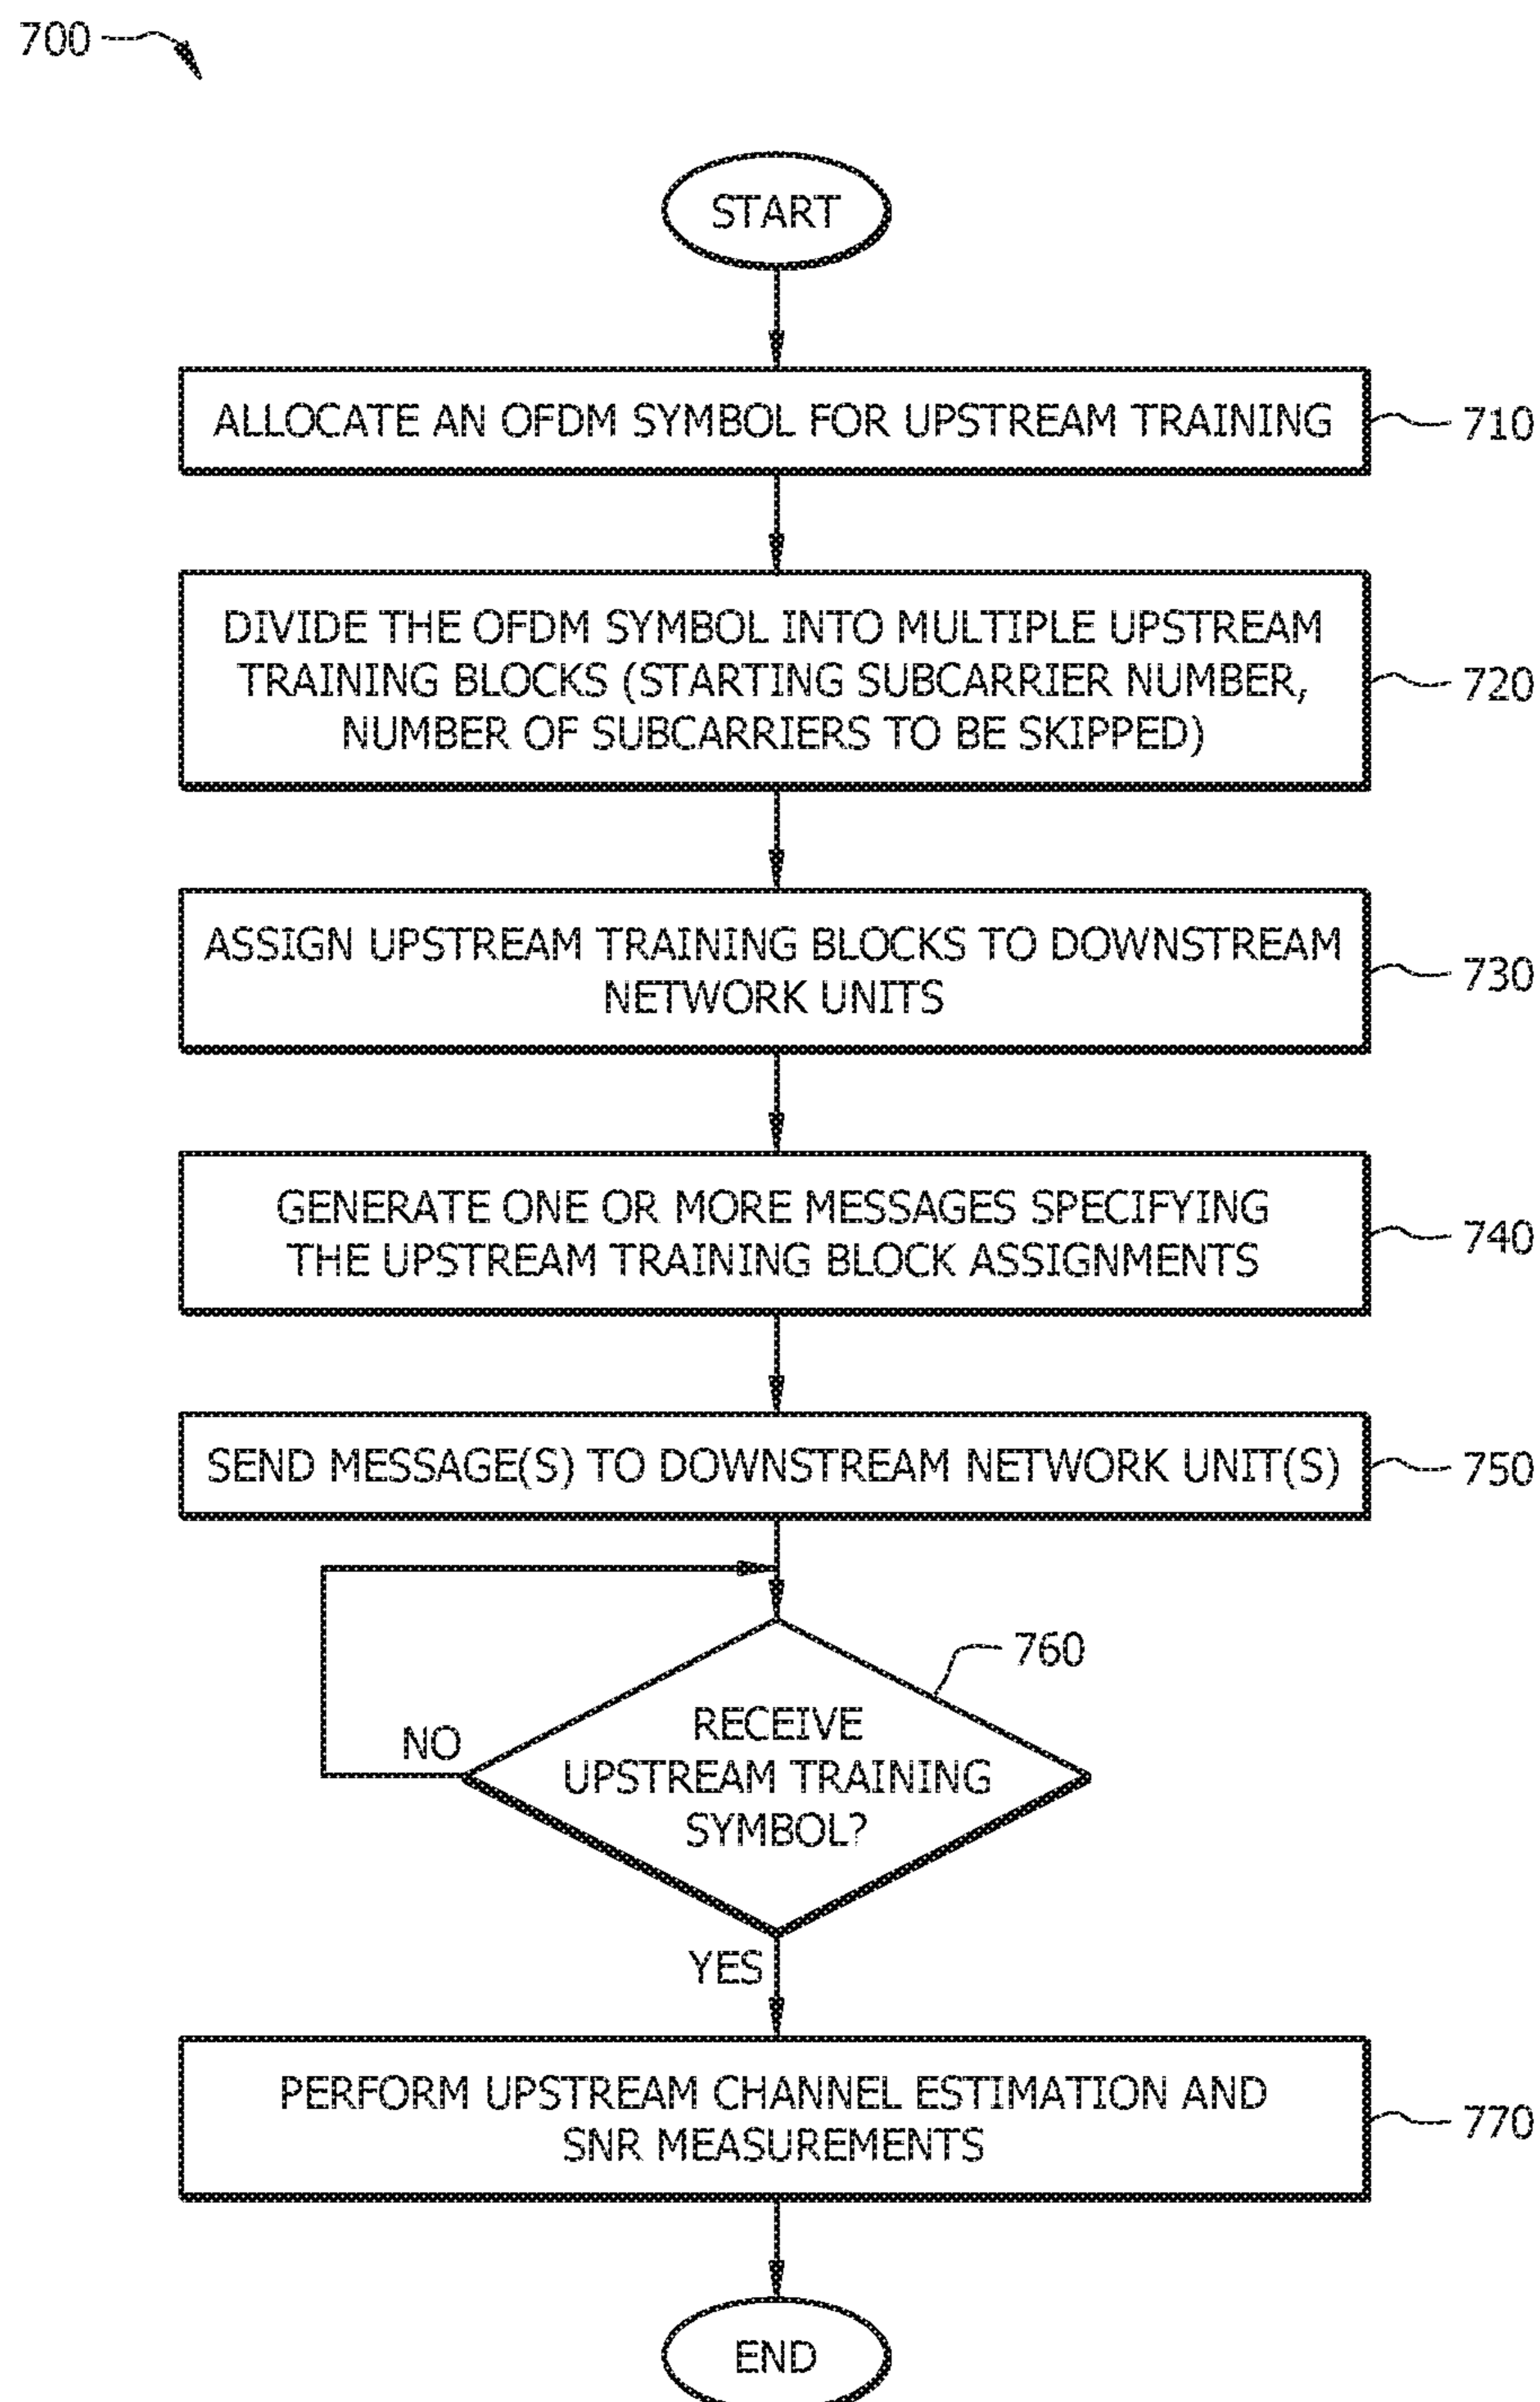 700
START
ALLOCATE AN OFDM SYMBOL FOR UPSTREAM TRAINING
710
DIVIDE THE OFDM SYMBOL INTO MULTIPLE UPSTREAM
TRAINING BLOCKS (STARTING SUBCARRIER NUMBER,
NUMBER OF SUBCARRIERS TO BE SKIPPED)
720
ASSIGN UPSTREAM TRAINING BLOCKS TO DOWNSTREAM
NETWORK UNITS
730
GENERATE ONE OR MORE MESSAGES SPECIFYING
THE UPSTREAM TRAINING BLOCK ASSIGNMENTS
740
SEND MESSAGE(S) TO DOWNSTREAM NETWORK UNIT(S)
750
760
NO
RECEIVE
UPSTREAM TRAINING
SYMBOL?
YES
PERFORM UPSTREAM CHANNEL ESTIMATION AND
SNR MEASUREMENTS
770
END